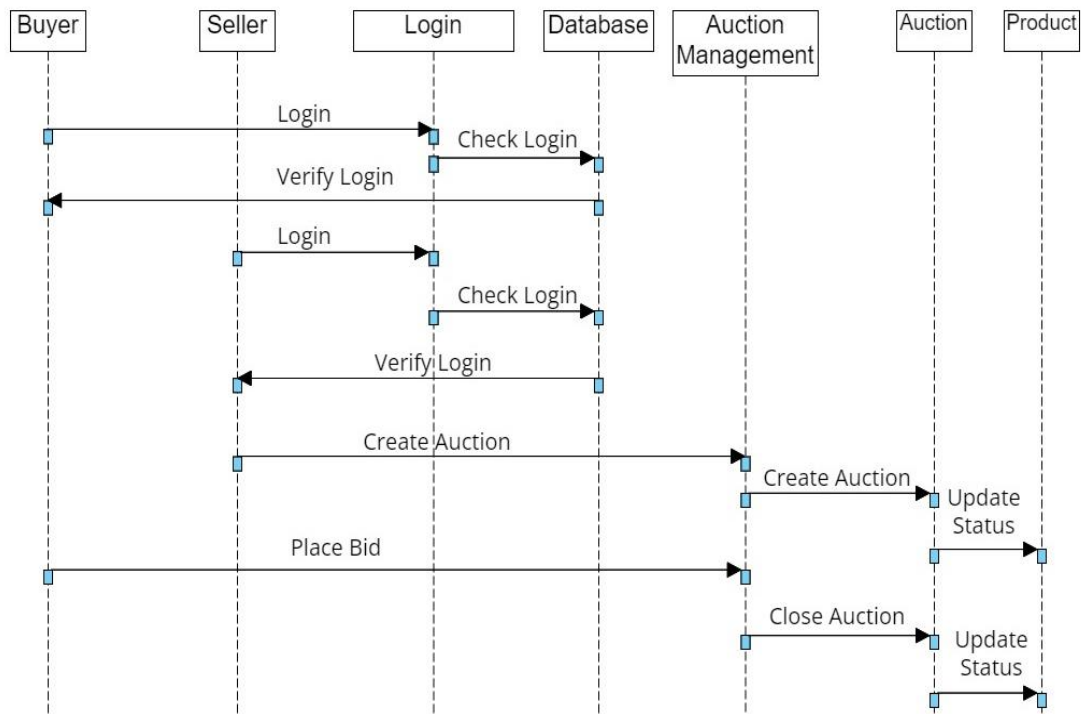 Buyer
Seller
Login
Database
Auction
Management
Auction
Product
Login
Check Login
Verify Login
Login
Check Login
Verify Login
Create Auction
Create Auction
Update
Status
Place Bid
Close Auction
Update
Status